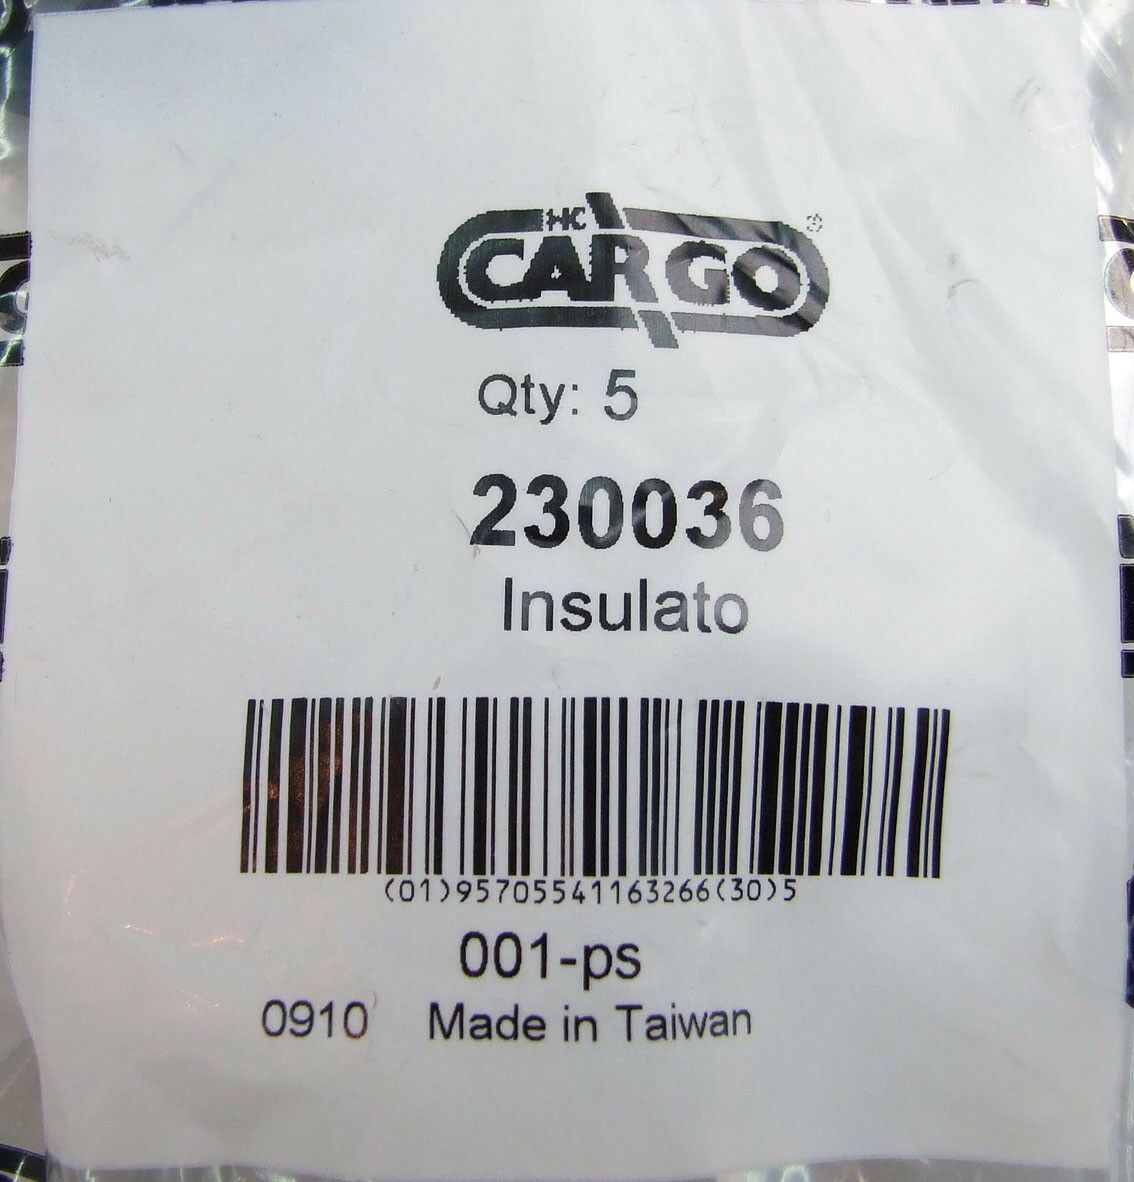 HC
CARGO®
Qty: 5
230036
Insulato
(01)95705541163266(30)5
001-ps
0910 Made in Taiwan